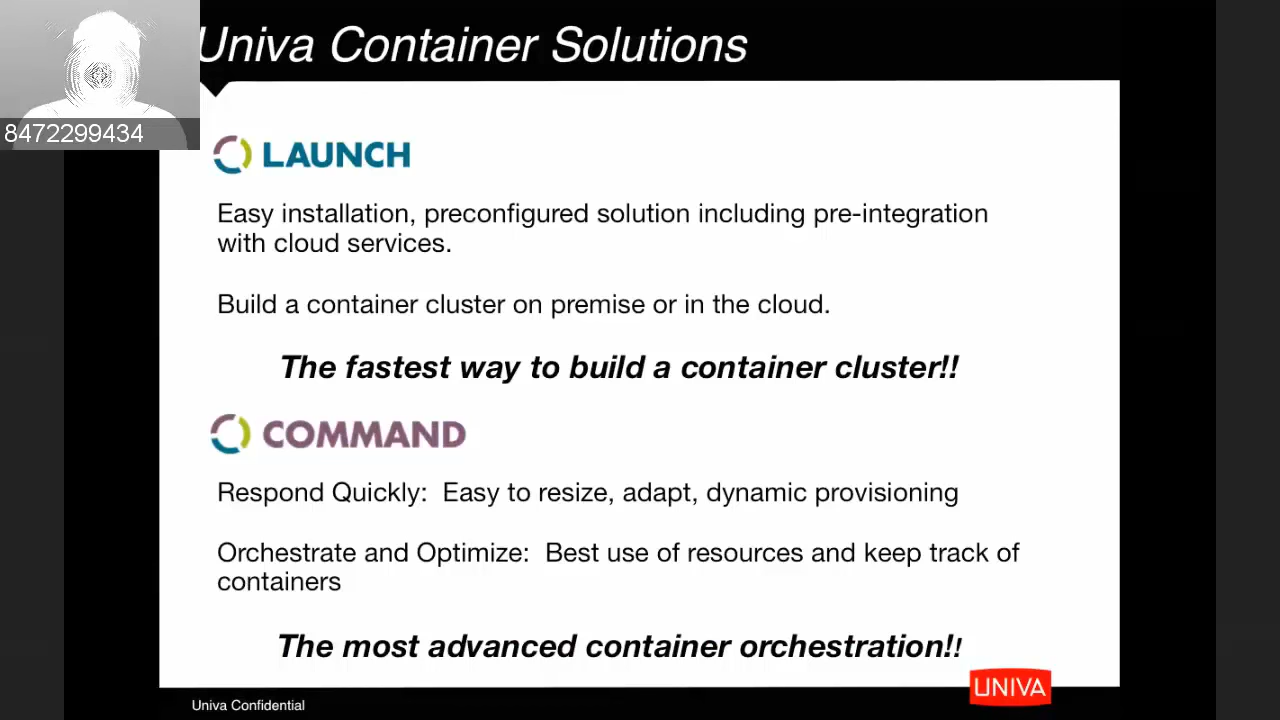 Univa Container Solutions
8472299434
LAUNCH
Easy installation, preconfigured solution including pre-integration
with cloud services.
Build a container cluster on premise or in the cloud.
The fastest way to build a container cluster!!
COMMAND
Respond Quickly:  Easy to resize, adapt, dynamic provisioning
Orchestrate and Optimize:  Best use of resources and keep track of
containers
The most advanced container orchestration!!
UNIVA
Univa Confidential